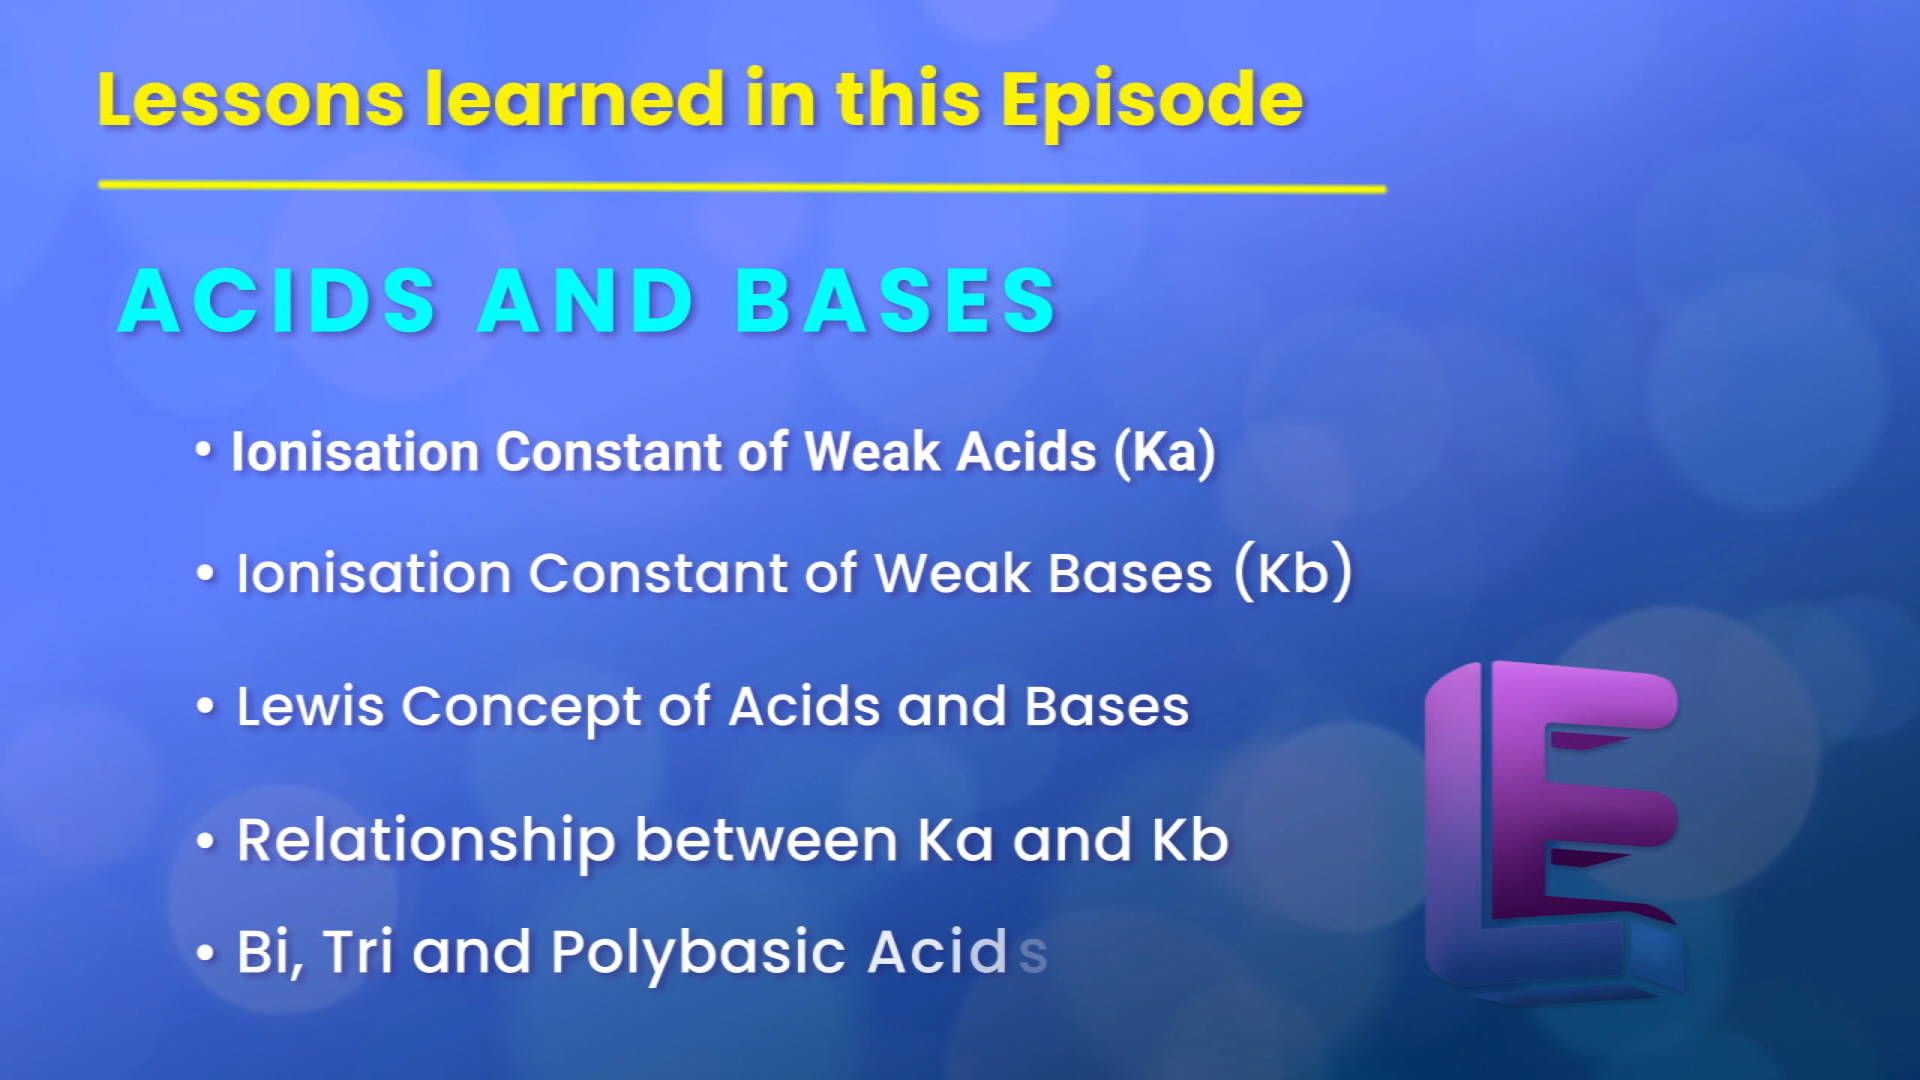 Lessons learned in this Episode
ACIDS AND BASES
• Ionisation Constant of Weak Acids (Ka)
• Ionisation Constant of Weak Bases (Kb)
• Lewis Concept of Acids and Bases
• Relationship between Ka and Kb
• Bi, Tri and Polybasic Acids
LE